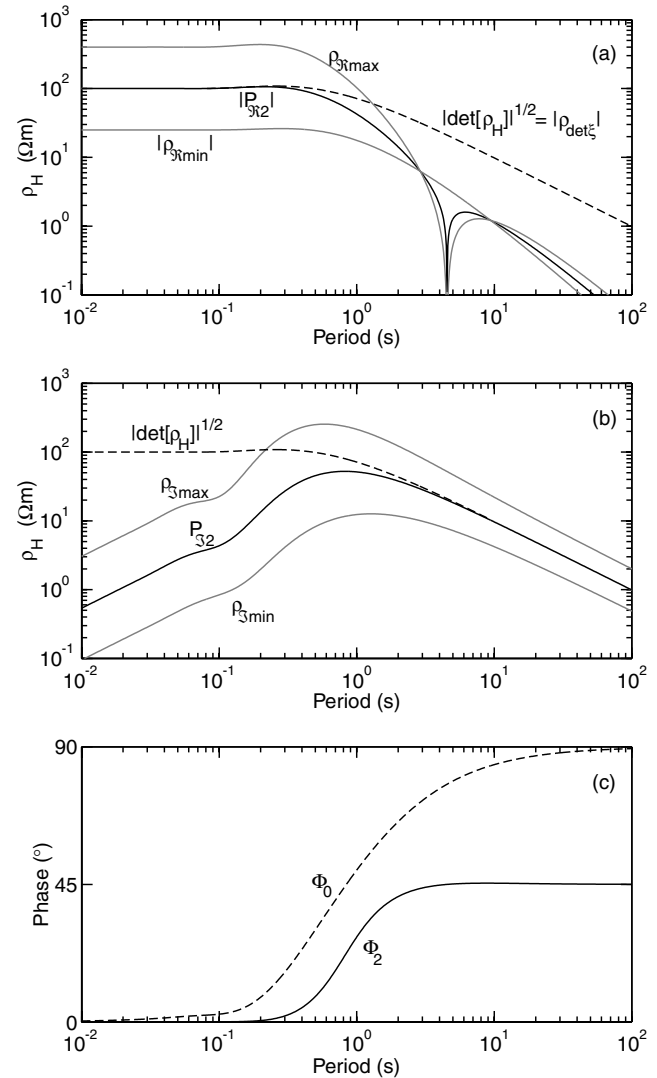 10³
(a)
ρℜmax
10²
|Pℜ2|
|det[ρH]|^1/2 = |ρdetξ|
|ρℜmin|
10¹
ρH (Ωm)
10⁰
10⁻¹
10⁻² 10⁻¹ 10⁰ 10¹ 10²
Period (s)
10³
(b)
|det[ρH]|^1/2
10²
ρℑmax
10¹
Pℑ2
ρH (Ωm)
10⁰
ρℑmin
10⁻¹
10⁻² 10⁻¹ 10⁰ 10¹ 10²
Period (s)
90
(c)
Phase (°)
45
Φ0
Φ2
0
10⁻² 10⁻¹ 10⁰ 10¹ 10²
Period (s)